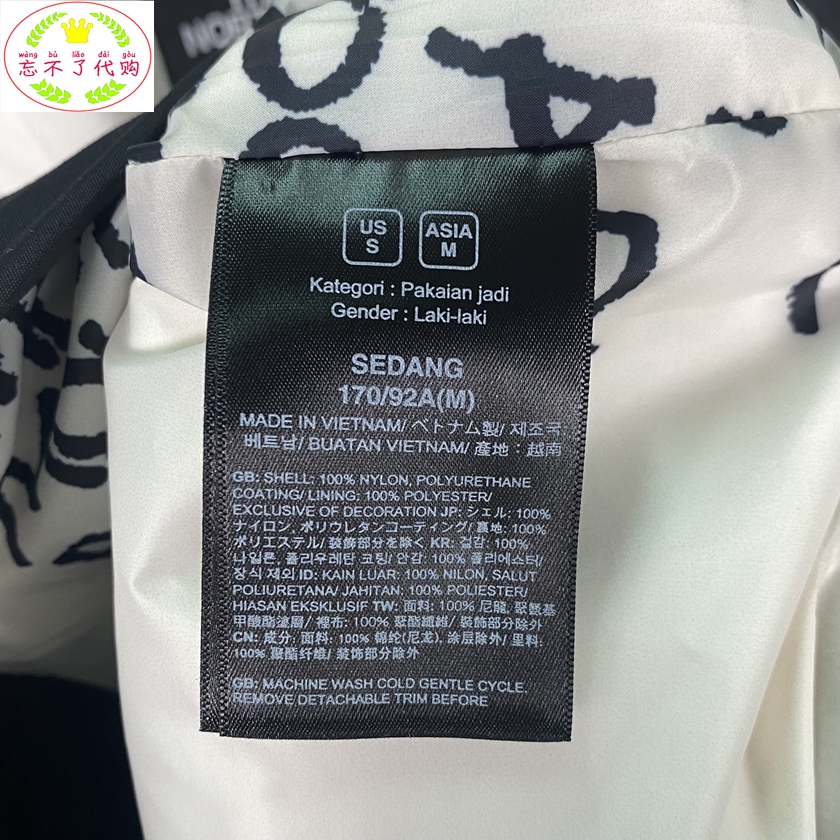 wàng bù liǎo dài gòu
忘不了代购
NOR
US
S
ASIA
M
Kategori : Pakaian jadi
Gender : Laki-laki
SEDANG
170/92A(M)
MADE IN VIETNAM/ ベトナム製/ 제조국
베트남/ BUATAN VIETNAM/ 產地：越南
GB: SHELL: 100% NYLON, POLYURETHANE
COATING/ LINING: 100% POLYESTER/
EXCLUSIVE OF DECORATION JP: シェル: 100%
ナイロン, ポリウレタンコーティング/ 裏地: 100%
ポリエステル/ 装飾部分を除く KR: 겉감: 100%
나일론, 폴리우레탄 코팅/ 안감: 100% 폴리에스터/
장식 제외 ID: KAIN LUAR: 100% NILON, SALUT
POLIURETANA/ JAHITAN: 100% POLIESTER/
HIASAN EKSKLUSIF TW: 面料: 100% 尼龍, 聚氨基
甲酸酯塗層/ 裡布: 100% 聚酯纖維/ 裝飾部分除外
CN: 成分: 面料: 100% 锦纶(尼龙), 涂层除外/ 里料:
100% 聚酯纤维/ 装饰部分除外
GB: MACHINE WASH COLD GENTLE CYCLE.
REMOVE DETACHABLE TRIM BEFORE